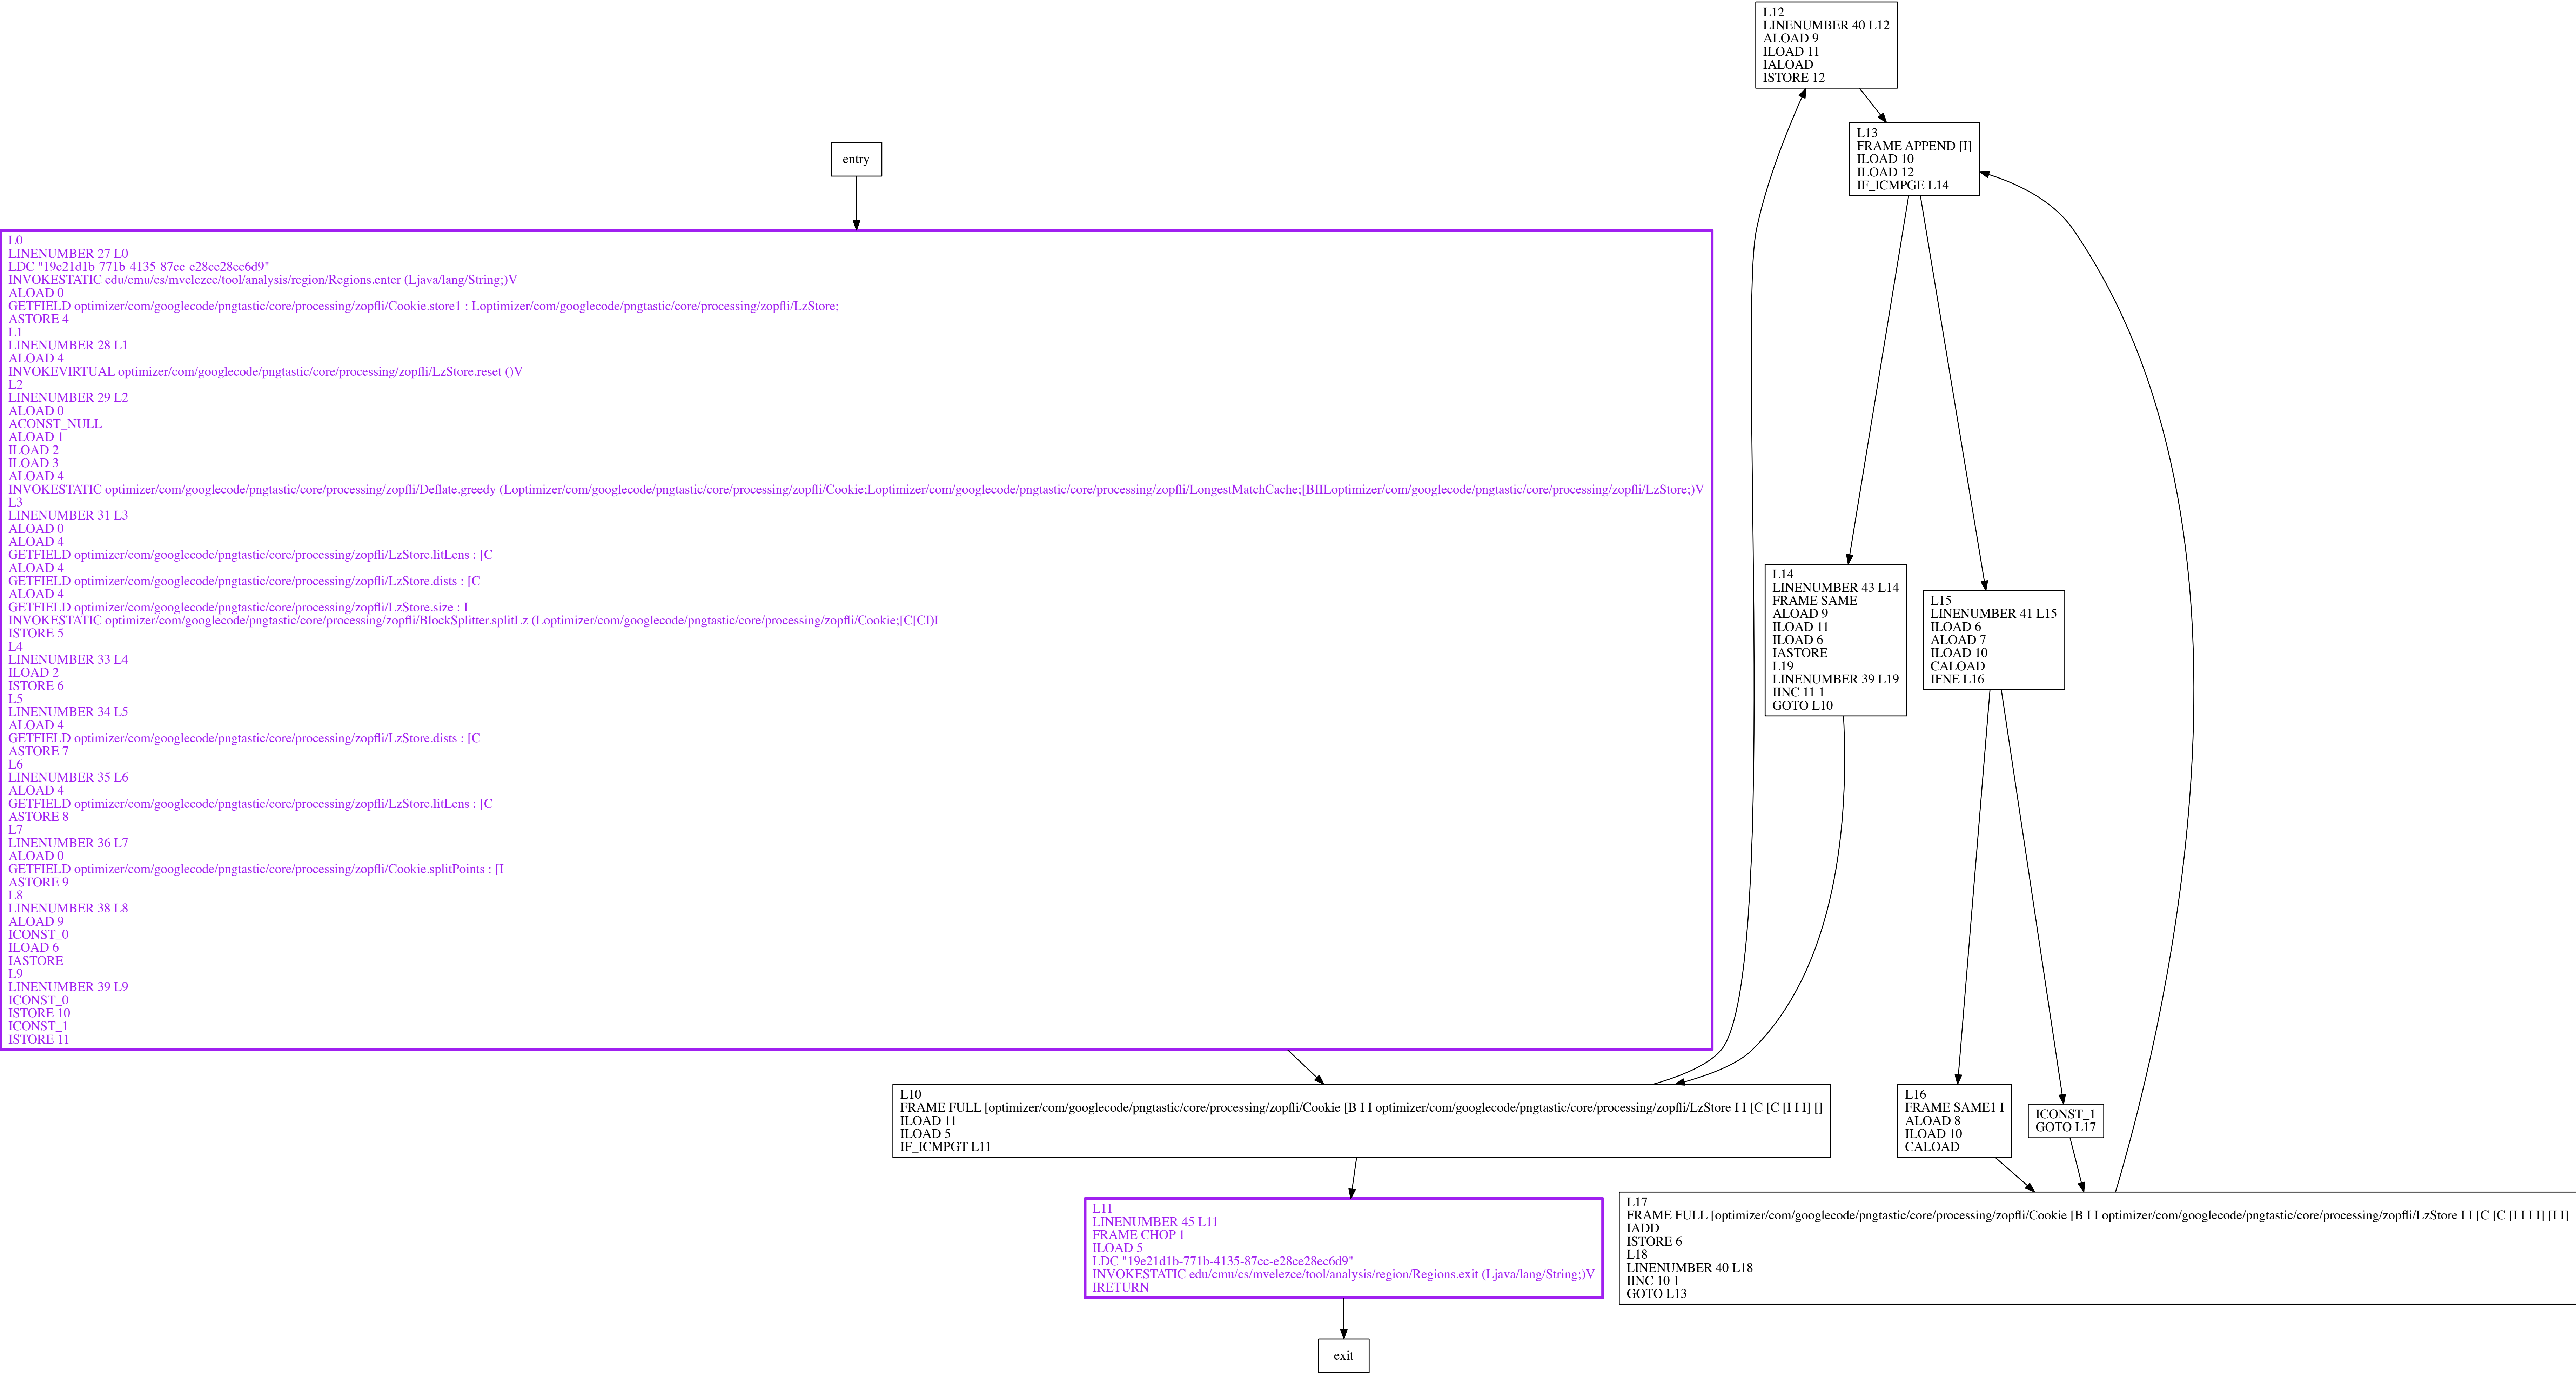 L12
LINENUMBER 40 L12
ALOAD 9
ILOAD 11
IALOAD
ISTORE 12
L13
FRAME APPEND [I]
ILOAD 10
ILOAD 12
IF_ICMPGE L14
entry
L0
LINENUMBER 27 L0
LDC "19e21d1b-771b-4135-87cc-e28ce28ec6d9"
INVOKESTATIC edu/cmu/cs/mvelezce/tool/analysis/region/Regions.enter (Ljava/lang/String;)V
ALOAD 0
GETFIELD optimizer/com/googlecode/pngtastic/core/processing/zopfli/Cookie.store1 : Loptimizer/com/googlecode/pngtastic/core/processing/zopfli/LzStore;
ASTORE 4
L1
LINENUMBER 28 L1
ALOAD 4
INVOKEVIRTUAL optimizer/com/googlecode/pngtastic/core/processing/zopfli/LzStore.reset ()V
L2
LINENUMBER 29 L2
ALOAD 0
ACONST_NULL
ALOAD 1
ILOAD 2
ILOAD 3
ALOAD 4
INVOKESTATIC optimizer/com/googlecode/pngtastic/core/processing/zopfli/Deflate.greedy (Loptimizer/com/googlecode/pngtastic/core/processing/zopfli/Cookie;Loptimizer/com/googlecode/pngtastic/core/processing/zopfli/LongestMatchCache;[BIILoptimizer/com/googlecode/pngtastic/core/processing/zopfli/LzStore;)V
L3
LINENUMBER 31 L3
ALOAD 0
ALOAD 4
GETFIELD optimizer/com/googlecode/pngtastic/core/processing/zopfli/LzStore.litLens : [C
ALOAD 4
GETFIELD optimizer/com/googlecode/pngtastic/core/processing/zopfli/LzStore.dists : [C
ALOAD 4
GETFIELD optimizer/com/googlecode/pngtastic/core/processing/zopfli/LzStore.size : I
INVOKESTATIC optimizer/com/googlecode/pngtastic/core/processing/zopfli/BlockSplitter.splitLz (Loptimizer/com/googlecode/pngtastic/core/processing/zopfli/Cookie;[C[CI)I
ISTORE 5
L4
LINENUMBER 33 L4
ILOAD 2
ISTORE 6
L5
LINENUMBER 34 L5
ALOAD 4
GETFIELD optimizer/com/googlecode/pngtastic/core/processing/zopfli/LzStore.dists : [C
ASTORE 7
L6
LINENUMBER 35 L6
ALOAD 4
GETFIELD optimizer/com/googlecode/pngtastic/core/processing/zopfli/LzStore.litLens : [C
ASTORE 8
L7
LINENUMBER 36 L7
ALOAD 0
GETFIELD optimizer/com/googlecode/pngtastic/core/processing/zopfli/Cookie.splitPoints : [I
ASTORE 9
L8
LINENUMBER 38 L8
ALOAD 9
ICONST_0
ILOAD 6
IASTORE
L9
LINENUMBER 39 L9
ICONST_0
ISTORE 10
ICONST_1
ISTORE 11
L14
LINENUMBER 43 L14
FRAME SAME
ALOAD 9
ILOAD 11
ILOAD 6
IASTORE
L19
LINENUMBER 39 L19
IINC 11 1
GOTO L10
L15
LINENUMBER 41 L15
ILOAD 6
ALOAD 7
ILOAD 10
CALOAD
IFNE L16
L10
FRAME FULL [optimizer/com/googlecode/pngtastic/core/processing/zopfli/Cookie [B I I optimizer/com/googlecode/pngtastic/core/processing/zopfli/LzStore I I [C [C [I I I] []
ILOAD 11
ILOAD 5
IF_ICMPGT L11
L16
FRAME SAME1 I
ALOAD 8
ILOAD 10
CALOAD
ICONST_1
GOTO L17
L11
LINENUMBER 45 L11
FRAME CHOP 1
ILOAD 5
LDC "19e21d1b-771b-4135-87cc-e28ce28ec6d9"
INVOKESTATIC edu/cmu/cs/mvelezce/tool/analysis/region/Regions.exit (Ljava/lang/String;)V
IRETURN
L17
FRAME FULL [optimizer/com/googlecode/pngtastic/core/processing/zopfli/Cookie [B I I optimizer/com/googlecode/pngtastic/core/processing/zopfli/LzStore I I [C [C [I I I I] [I I]
IADD
ISTORE 6
L18
LINENUMBER 40 L18
IINC 10 1
GOTO L13
exit